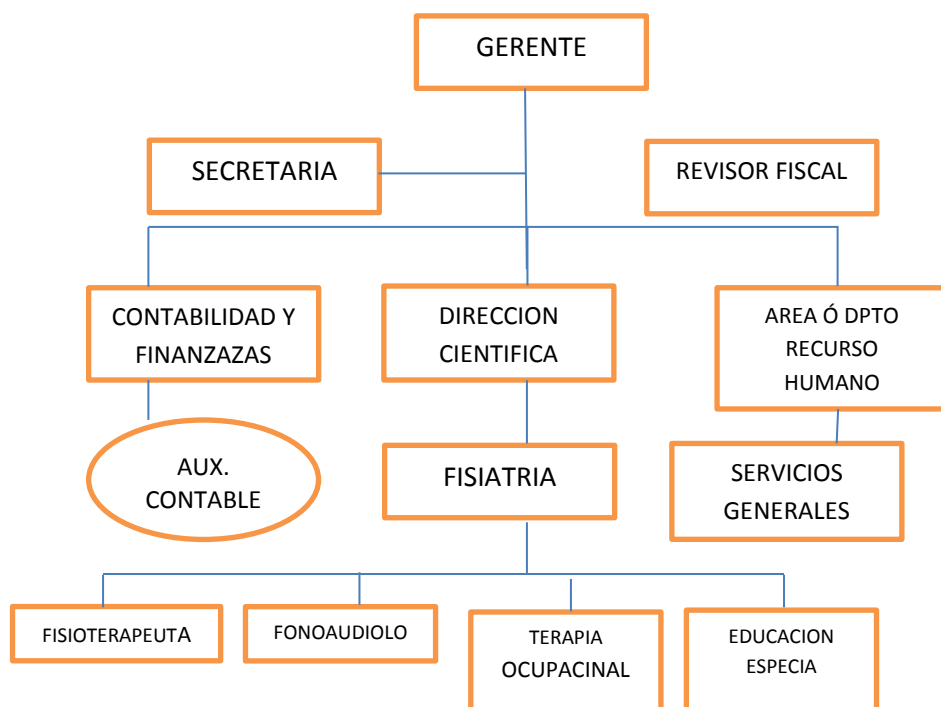 GERENTE
SECRETARIA
REVISOR FISCAL
CONTABILIDAD Y
FINANZAZAS
DIRECCION
CIENTIFICA
AREA Ó DPTO
RECURSO
HUMANO
AUX.
CONTABLE
FISIATRIA
SERVICIOS
GENERALES
FISIOTERAPEUTA
FONOAUDIOLO
TERAPIA
OCUPACINAL
EDUCACION
ESPECIA